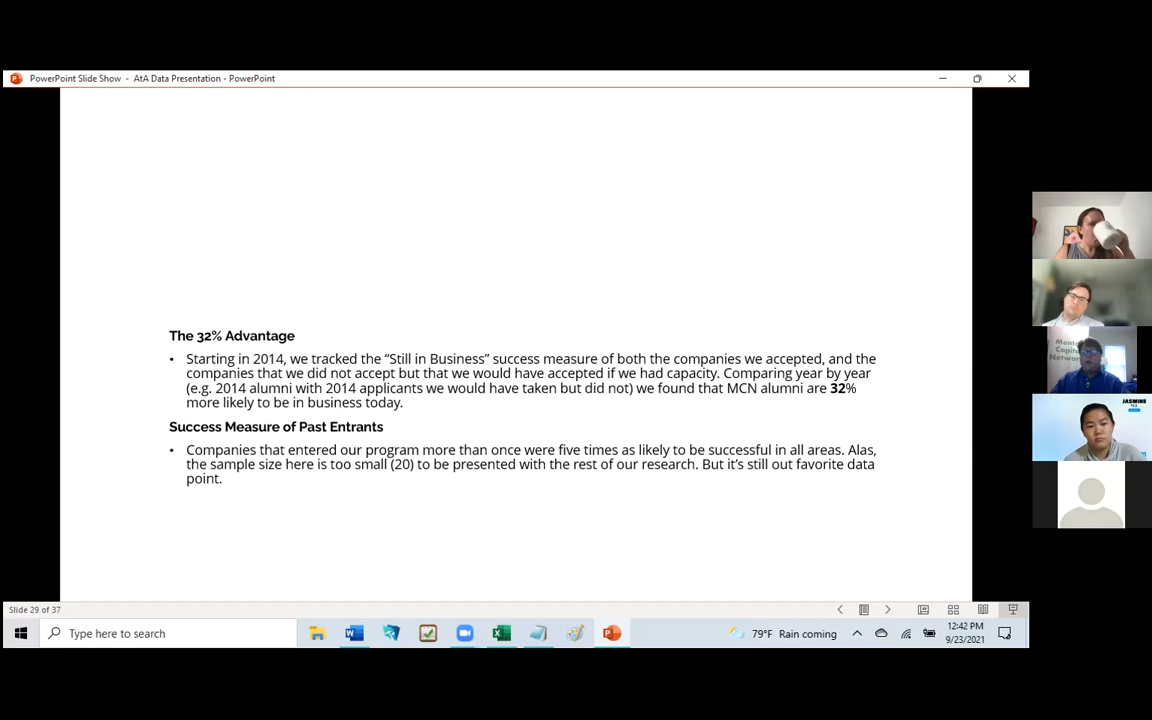 PowerPoint Slide Show - AtA Data Presentation - PowerPoint
The 32% Advantage
• Starting in 2014, we tracked the “Still in Business” success measure of both the companies we accepted, and the
companies that we did not accept but that we would have accepted if we had capacity. Comparing year by year
(e.g. 2014 alumni with 2014 applicants we would have taken but did not) we found that MCN alumni are 32%
more likely to be in business today.
Success Measure of Past Entrants
• Companies that entered our program more than once were five times as likely to be successful in all areas. Alas,
the sample size here is too small (20) to be presented with the rest of our research. But it’s still out favorite data
point.
Slide 29 of 37
Type here to search
79°F Rain coming
12:42 PM
9/23/2021
JASMINE